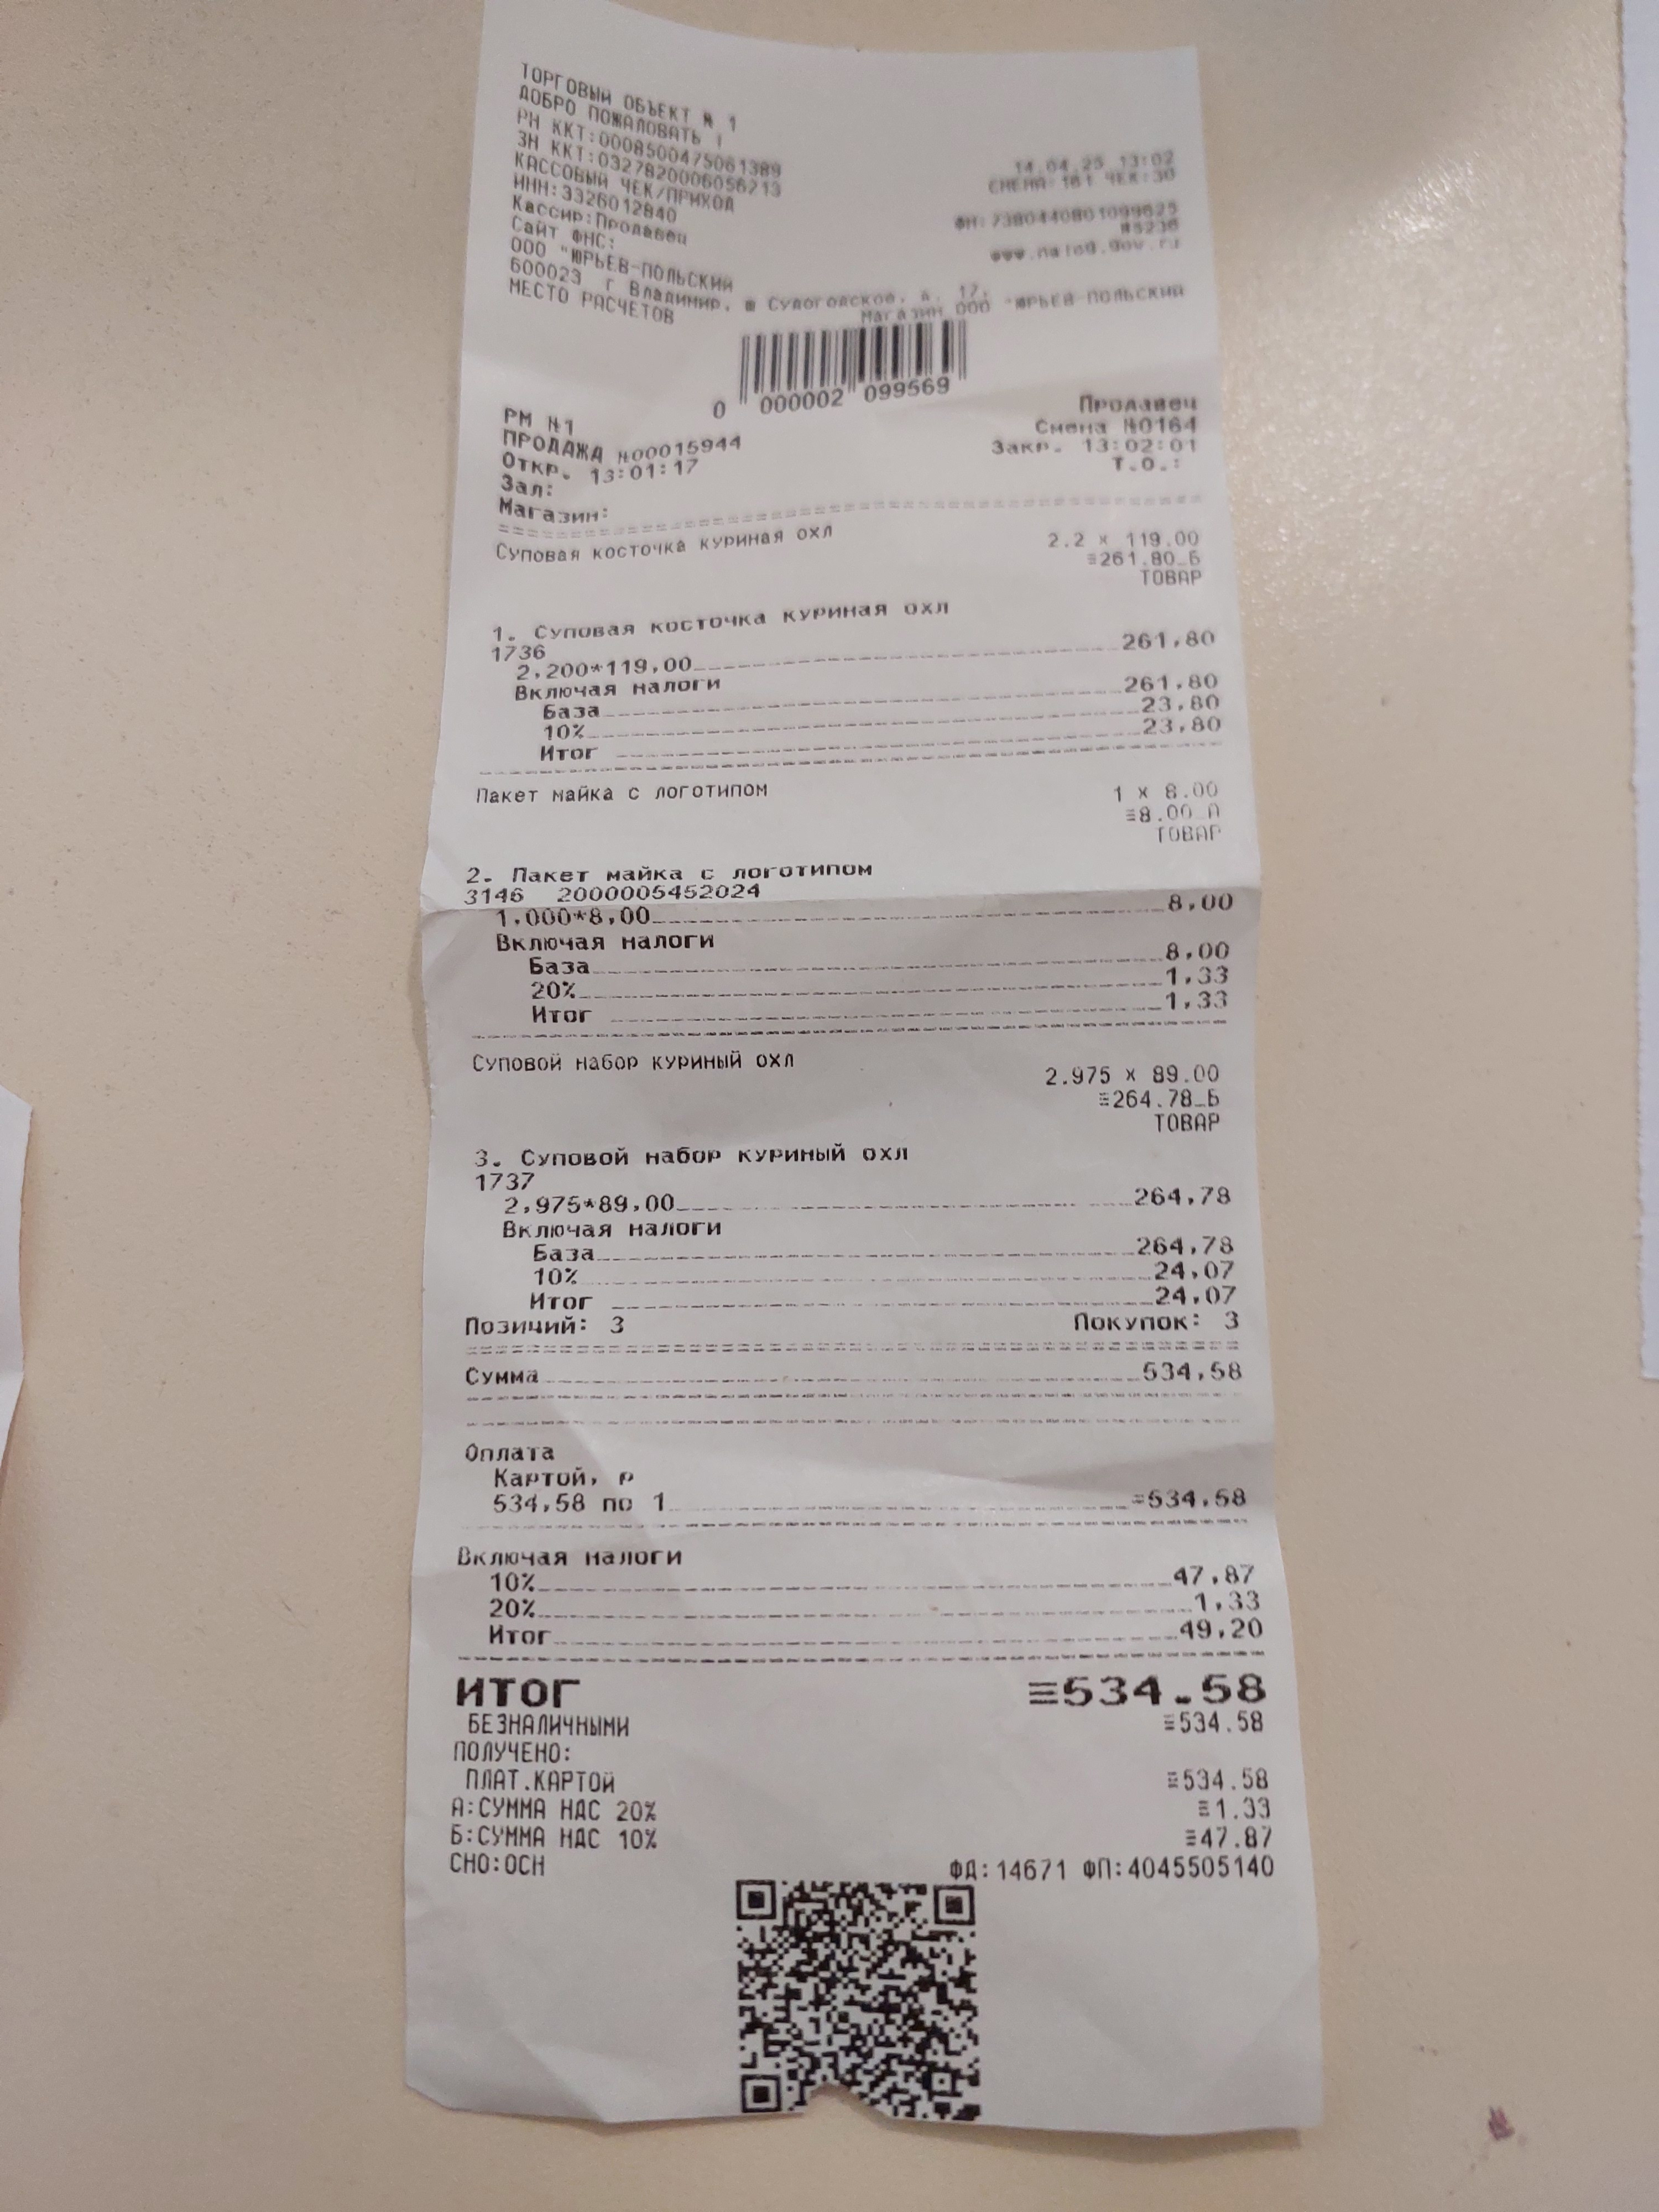 ТОРГОВЫЙ ОБЪЕКТ № 1
ДОБРО ПОЖАЛОВАТЬ !
РН ККТ:0008500475061389 14.04.25 13:02
ЗН ККТ:0327820006056213 СМЕНА:161 ЧЕК:30
КАССОВЫЙ ЧЕК/ПРИХОД
ИНН:3326012840 ФН:7380440801099625
Кассир:Продавец #5236
Сайт ФНС: www.nalog.gov.ru
ООО "ЮРЬЕВ-ПОЛЬСКИЙ
600023 г Владимир, ш Судогодское, д. 17,
МЕСТО РАСЧЕТОВ Магазин ООО "ЮРЬЕВ-ПОЛЬСКИЙ
0 000002 099569
РМ №1 Продавец
ПРОДАЖА №00015944 Смена №0164
Откр. 13:01:17 Закр. 13:02:01
Зал: Т.О.:
Магазин:
Суповая косточка куриная охл
2.2 x 119.00
≡261.80_Б
ТОВАР
1. Суповая косточка куриная охл
1736
2,200*119,00 261,80
Включая налоги
База 261,80
10% 23,80
Итог 23,80
Пакет майка с логотипом
1 x 8.00
≡8.00_А
ТОВАР
2. Пакет майка с логотипом
3146 2000005452024
1,000*8,00 8,00
Включая налоги
База 8,00
20% 1,33
Итог 1,33
Суповой набор куриный охл
2.975 x 89.00
≡264.78_Б
ТОВАР
3. Суповой набор куриный охл
1737
2,975*89,00 264,78
Включая налоги
База 264,78
10% 24,07
Итог 24,07
Позиций: 3 Покупок: 3
Сумма 534,58
Оплата
Картой, р
534,58 по 1 =534,58
Включая налоги
10% 47,87
20% 1,33
Итог 49,20
ИТОГ ≡534.58
БЕЗНАЛИЧНЫМИ ≡534.58
ПОЛУЧЕНО:
ПЛАТ.КАРТОЙ ≡534.58
А:СУММА НДС 20% ≡1.33
Б:СУММА НДС 10% ≡47.87
СНО:ОСН ФД:14671 ФП:4045505140